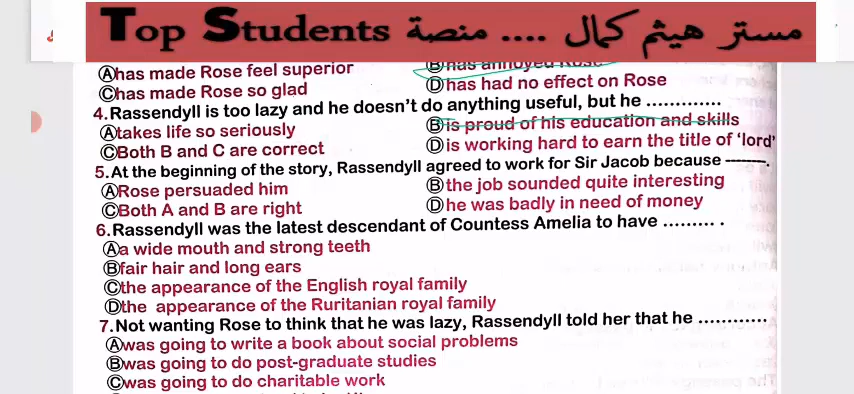 Top Students مستر هيثم كمال .... منصة
Ⓐhas made Rose feel superior Ⓑhas annoyed Rose
Ⓒhas made Rose so glad Ⓓhas had no effect on Rose
4.Rassendyll is too lazy and he doesn't do anything useful, but he .............
Ⓐtakes life so seriously Ⓑis proud of his education and skills
ⒸBoth B and C are correct Ⓓis working hard to earn the title of 'lord'
5.At the beginning of the story, Rassendyll agreed to work for Sir Jacob because --------.
ⒶRose persuaded him Ⓑthe job sounded quite interesting
ⒸBoth A and B are right Ⓓhe was badly in need of money
6.Rassendyll was the latest descendant of Countess Amelia to have ......... .
Ⓐa wide mouth and strong teeth
Ⓑfair hair and long ears
Ⓒthe appearance of the English royal family
Ⓓthe appearance of the Ruritanian royal family
7.Not wanting Rose to think that he was lazy, Rassendyll told her that he ............
Ⓐwas going to write a book about social problems
Ⓑwas going to do post-graduate studies
Ⓒwas going to do charitable work